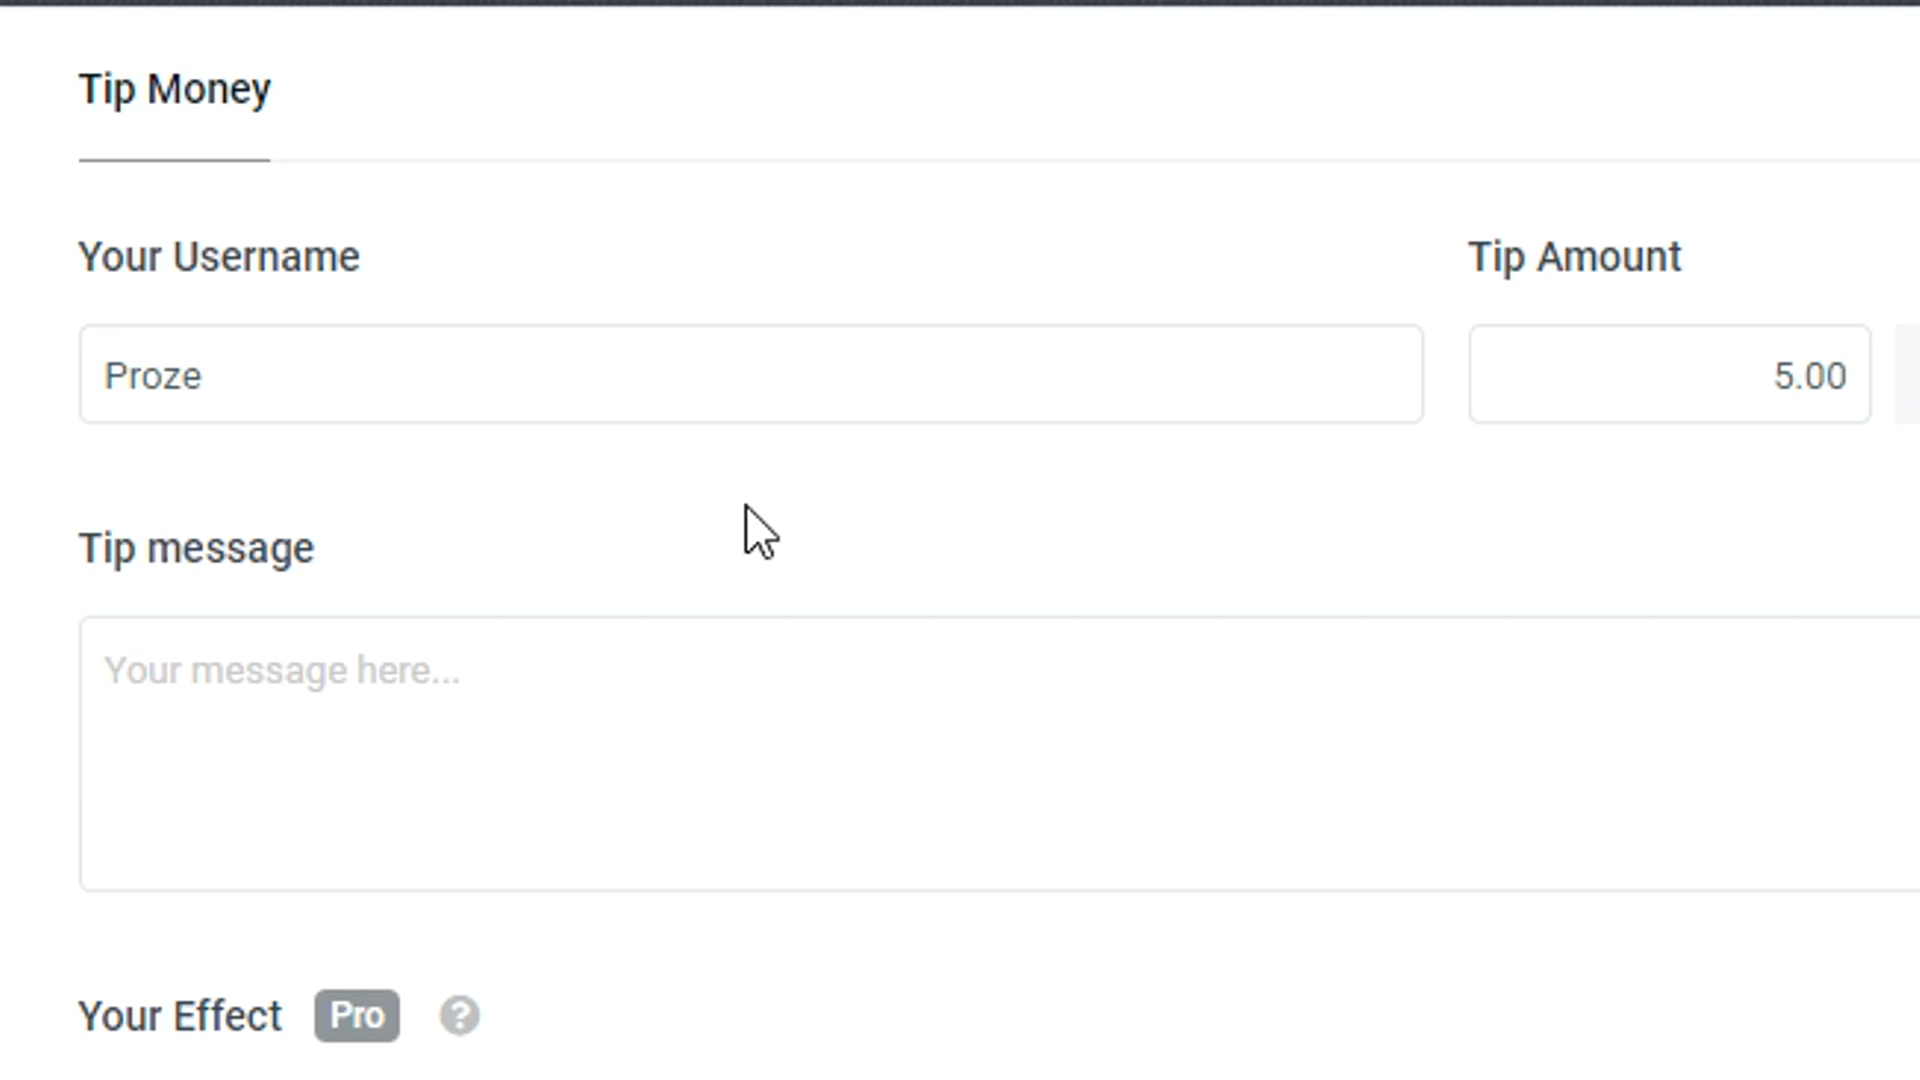 Tip Money
Your Username
Tip Amount
Proze
5.00
Tip message
Your message here...
Your Effect Pro ?